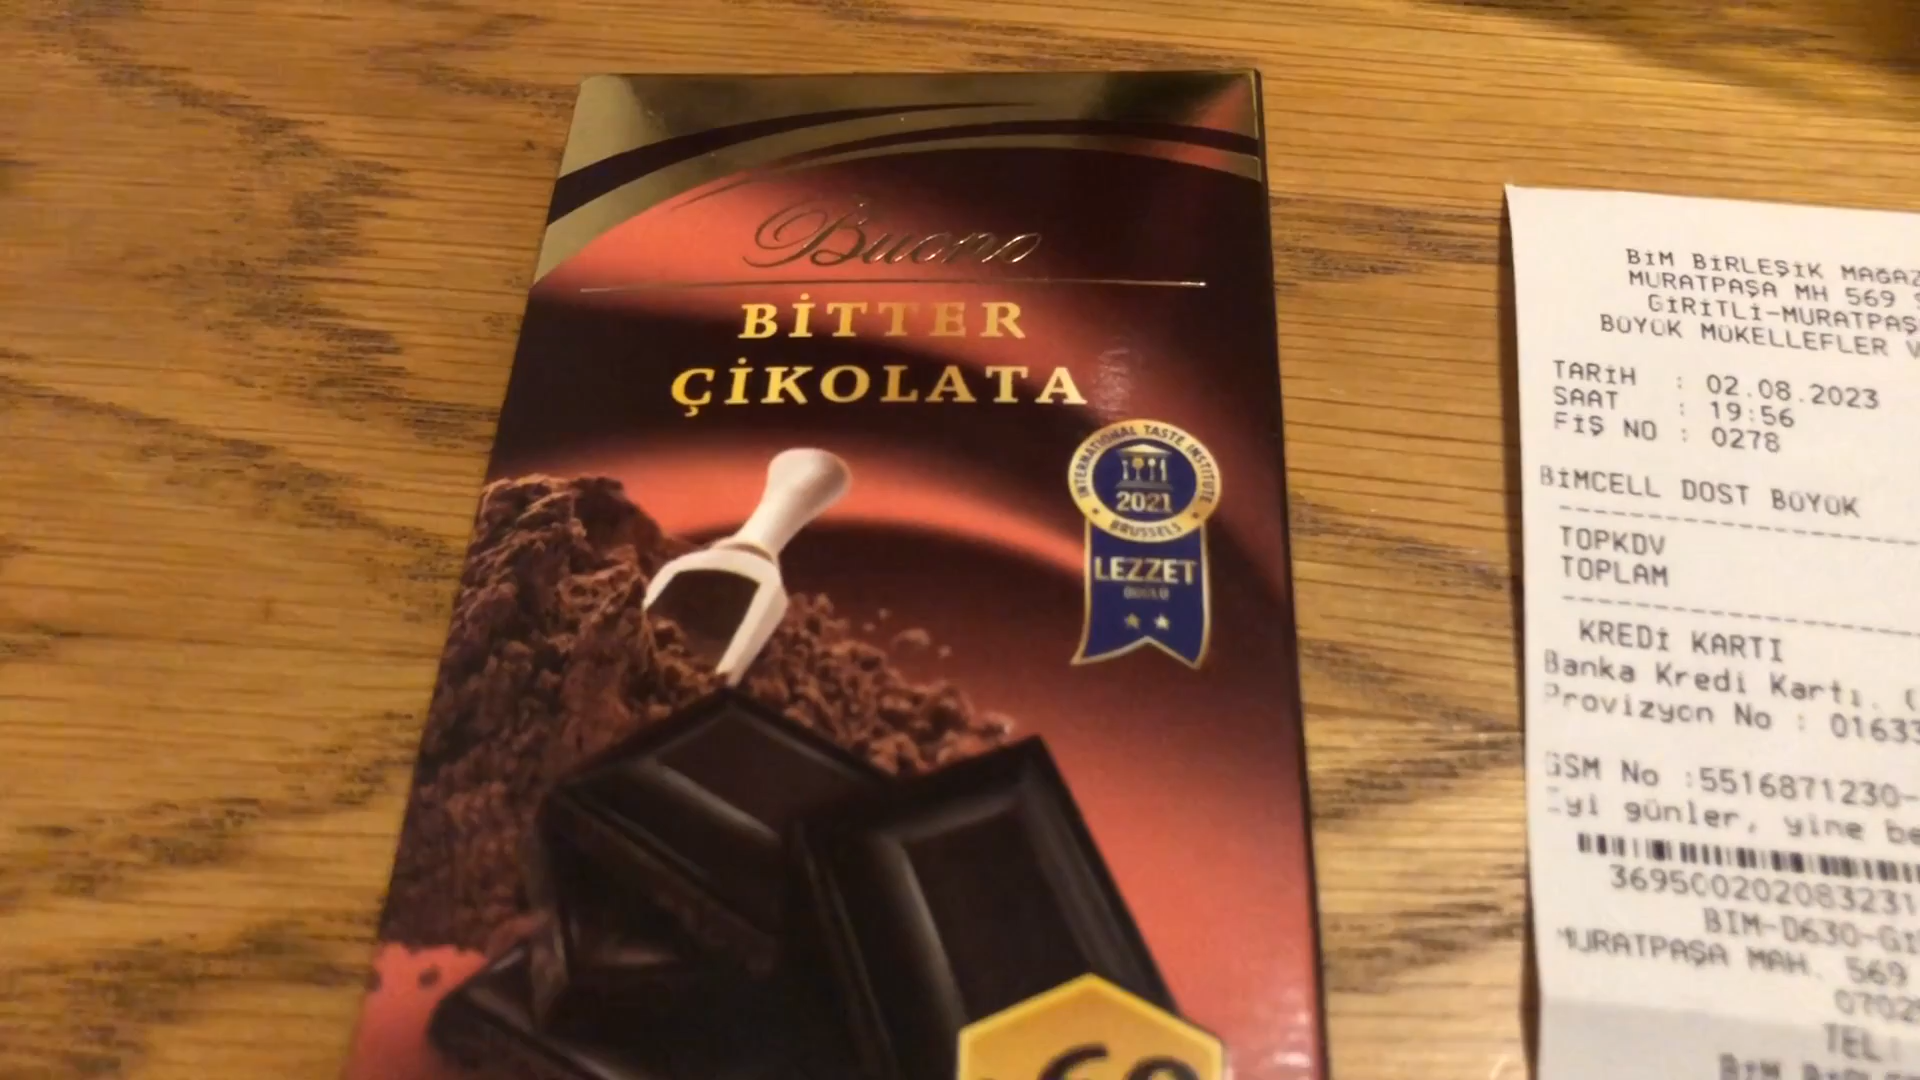 Buono
BİTTER
ÇİKOLATA
INTERNATIONAL TASTE INSTITUTE
2021
BRUSSELS
LEZZET
ÖDÜLÜ
60
BİM BİRLEŞİK MAĞAZ
MURATPAŞA MH 569
GİRİTLİ-MURATPAŞ
BÜYÜK MÜKELLEFLER V
TARİH : 02.08.2023
SAAT : 19:56
FİŞ NO : 0278
BİMCELL DOST BÜYÜK
TOPKDV
TOPLAM
KREDİ KARTI
Banka Kredi Kartı. (
Provizyon No : 01633
GSM No :5516871230-
İyi günler, yine be
369500202083231
BIM-D630-GI
MURATPAŞA MAH. 569
0702
TEL